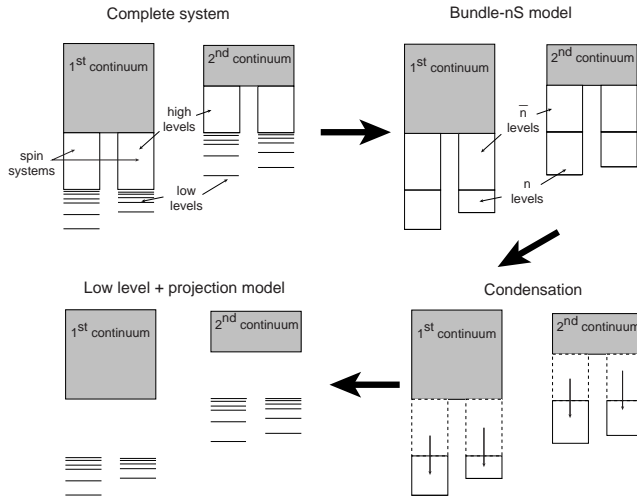 Complete system
1st continuum
2nd continuum
high
levels
spin
systems
low
levels
Bundle-nS model
1st continuum
2nd continuum
n̅
levels
n
levels
Low level + projection model
1st continuum
2nd continuum
Condensation
1st continuum
2nd continuum